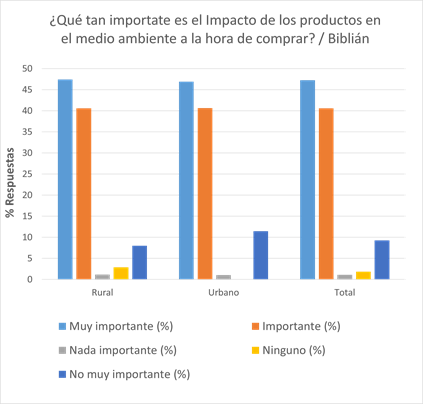 ¿Qué tan importate es el Impacto de los productos en
el medio ambiente a la hora de comprar? / Biblián
50
45
40
35
30
25
20
15
10
5
0
% Respuestas
Rural Urbano Total
Muy importante (%) Importante (%)
Nada importante (%) Ninguno (%)
No muy importante (%)